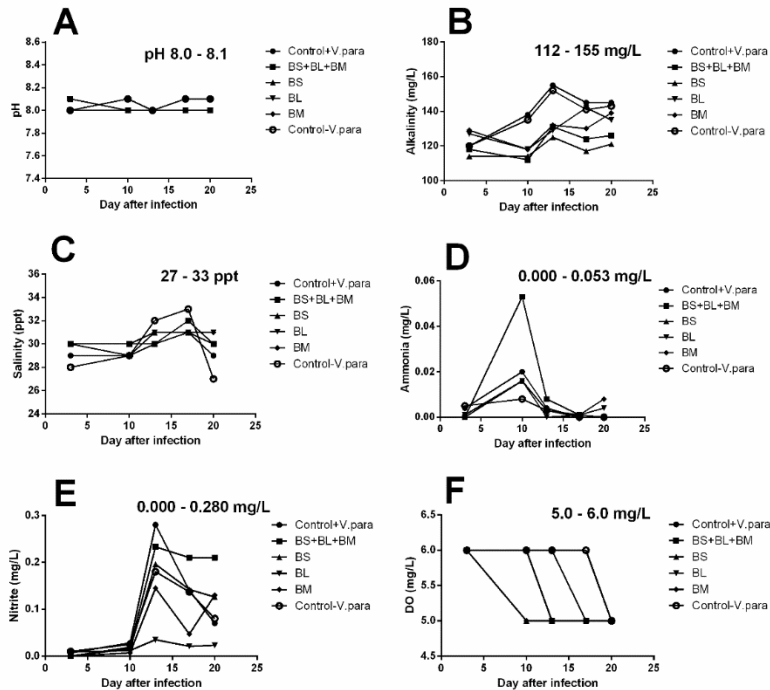 A
pH 8.0 - 8.1
8.6
8.4
8.2
8.0
7.8
7.6
7.4
pH
0 5 10 15 20 25
Day after infection
Control+V.para
BS+BL+BM
BS
BL
BM
Control-V.para
B
112 - 155 mg/L
180
160
140
120
100
Alkalinity (mg/L)
0 5 10 15 20 25
Day after infection
Control+V.para
BS+BL+BM
BS
BL
BM
Control-V.para
C
27 - 33 ppt
36
34
32
30
28
26
24
Salinity (ppt)
0 5 10 15 20 25
Day after infection
Control+V.para
BS+BL+BM
BS
BL
BM
Control-V.para
D
0.000 - 0.053 mg/L
0.06
0.04
0.02
0.00
Ammonia (mg/L)
0 5 10 15 20 25
Day after infection
Control+V.para
BS+BL+BM
BS
BL
BM
Control-V.para
E
0.000 - 0.280 mg/L
0.3
0.2
0.1
0.0
Nitrite (mg/L)
0 5 10 15 20 25
Day after infection
Control+V.para
BS+BL+BM
BS
BL
BM
Control-V.para
F
5.0 - 6.0 mg/L
6.5
6.0
5.5
5.0
4.5
DO (mg/L)
0 5 10 15 20 25
Day after infection
Control+V.para
BS+BL+BM
BS
BL
BM
Control-V.para